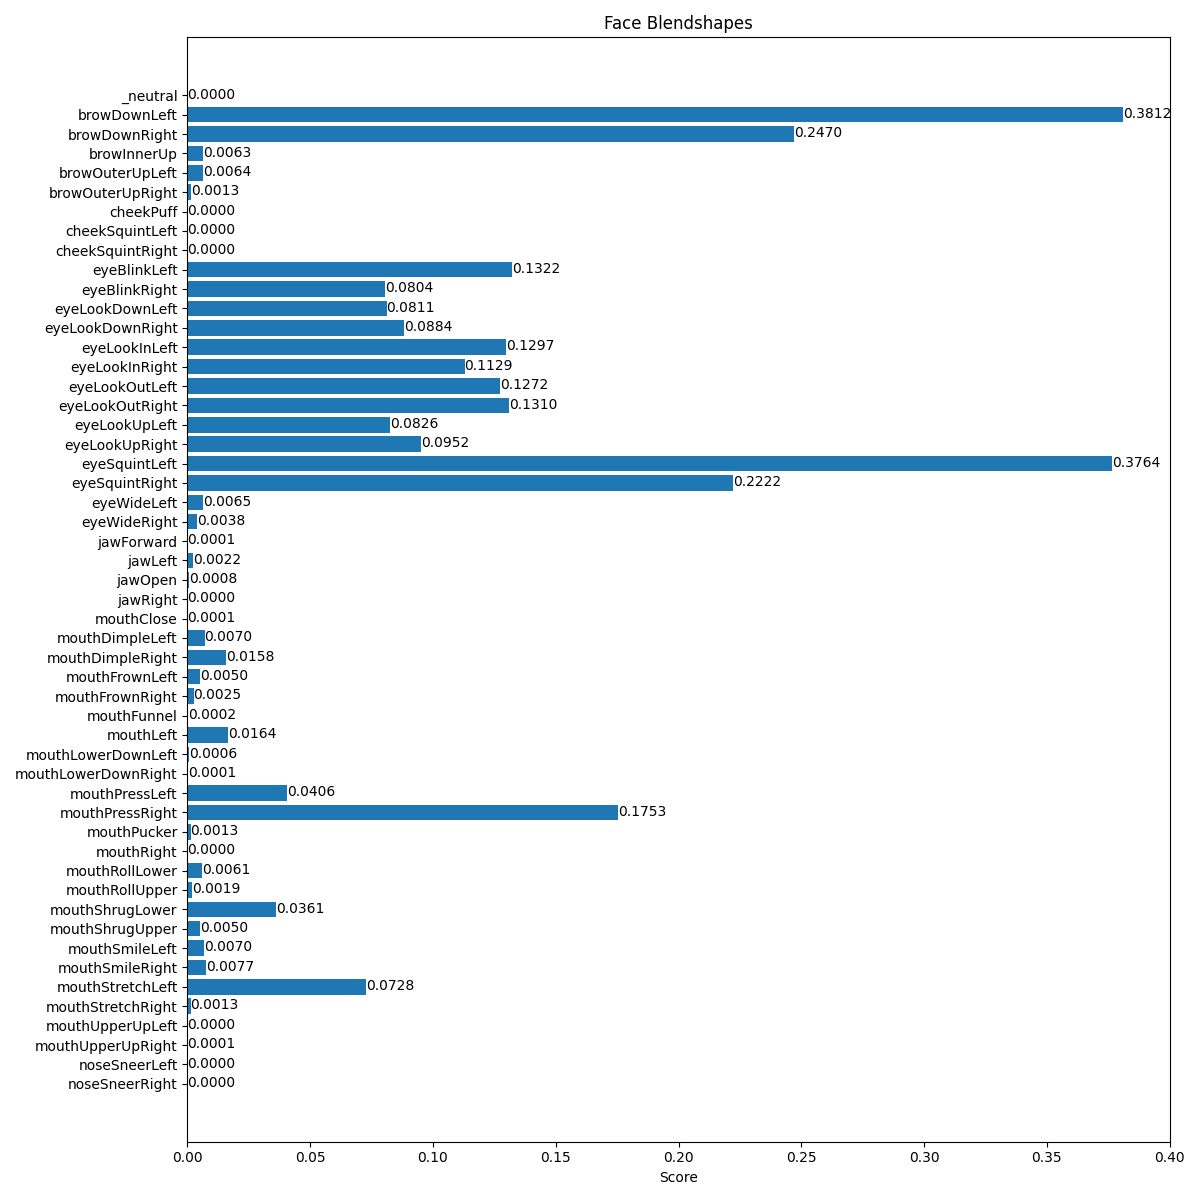 Face Blendshapes
_neutral 0.0000
browDownLeft 0.3812
browDownRight 0.2470
browInnerUp 0.0063
browOuterUpLeft 0.0064
browOuterUpRight 0.0013
cheekPuff 0.0000
cheekSquintLeft 0.0000
cheekSquintRight 0.0000
eyeBlinkLeft 0.1322
eyeBlinkRight 0.0804
eyeLookDownLeft 0.0811
eyeLookDownRight 0.0884
eyeLookInLeft 0.1297
eyeLookInRight 0.1129
eyeLookOutLeft 0.1272
eyeLookOutRight 0.1310
eyeLookUpLeft 0.0826
eyeLookUpRight 0.0952
eyeSquintLeft 0.3764
eyeSquintRight 0.2222
eyeWideLeft 0.0065
eyeWideRight 0.0038
jawForward 0.0001
jawLeft 0.0022
jawOpen 0.0008
jawRight 0.0000
mouthClose 0.0001
mouthDimpleLeft 0.0070
mouthDimpleRight 0.0158
mouthFrownLeft 0.0050
mouthFrownRight 0.0025
mouthFunnel 0.0002
mouthLeft 0.0164
mouthLowerDownLeft 0.0006
mouthLowerDownRight 0.0001
mouthPressLeft 0.0406
mouthPressRight 0.1753
mouthPucker 0.0013
mouthRight 0.0000
mouthRollLower 0.0061
mouthRollUpper 0.0019
mouthShrugLower 0.0361
mouthShrugUpper 0.0050
mouthSmileLeft 0.0070
mouthSmileRight 0.0077
mouthStretchLeft 0.0728
mouthStretchRight 0.0013
mouthUpperUpLeft 0.0000
mouthUpperUpRight 0.0001
noseSneerLeft 0.0000
noseSneerRight 0.0000
0.00 0.05 0.10 0.15 0.20 0.25 0.30 0.35 0.40
Score